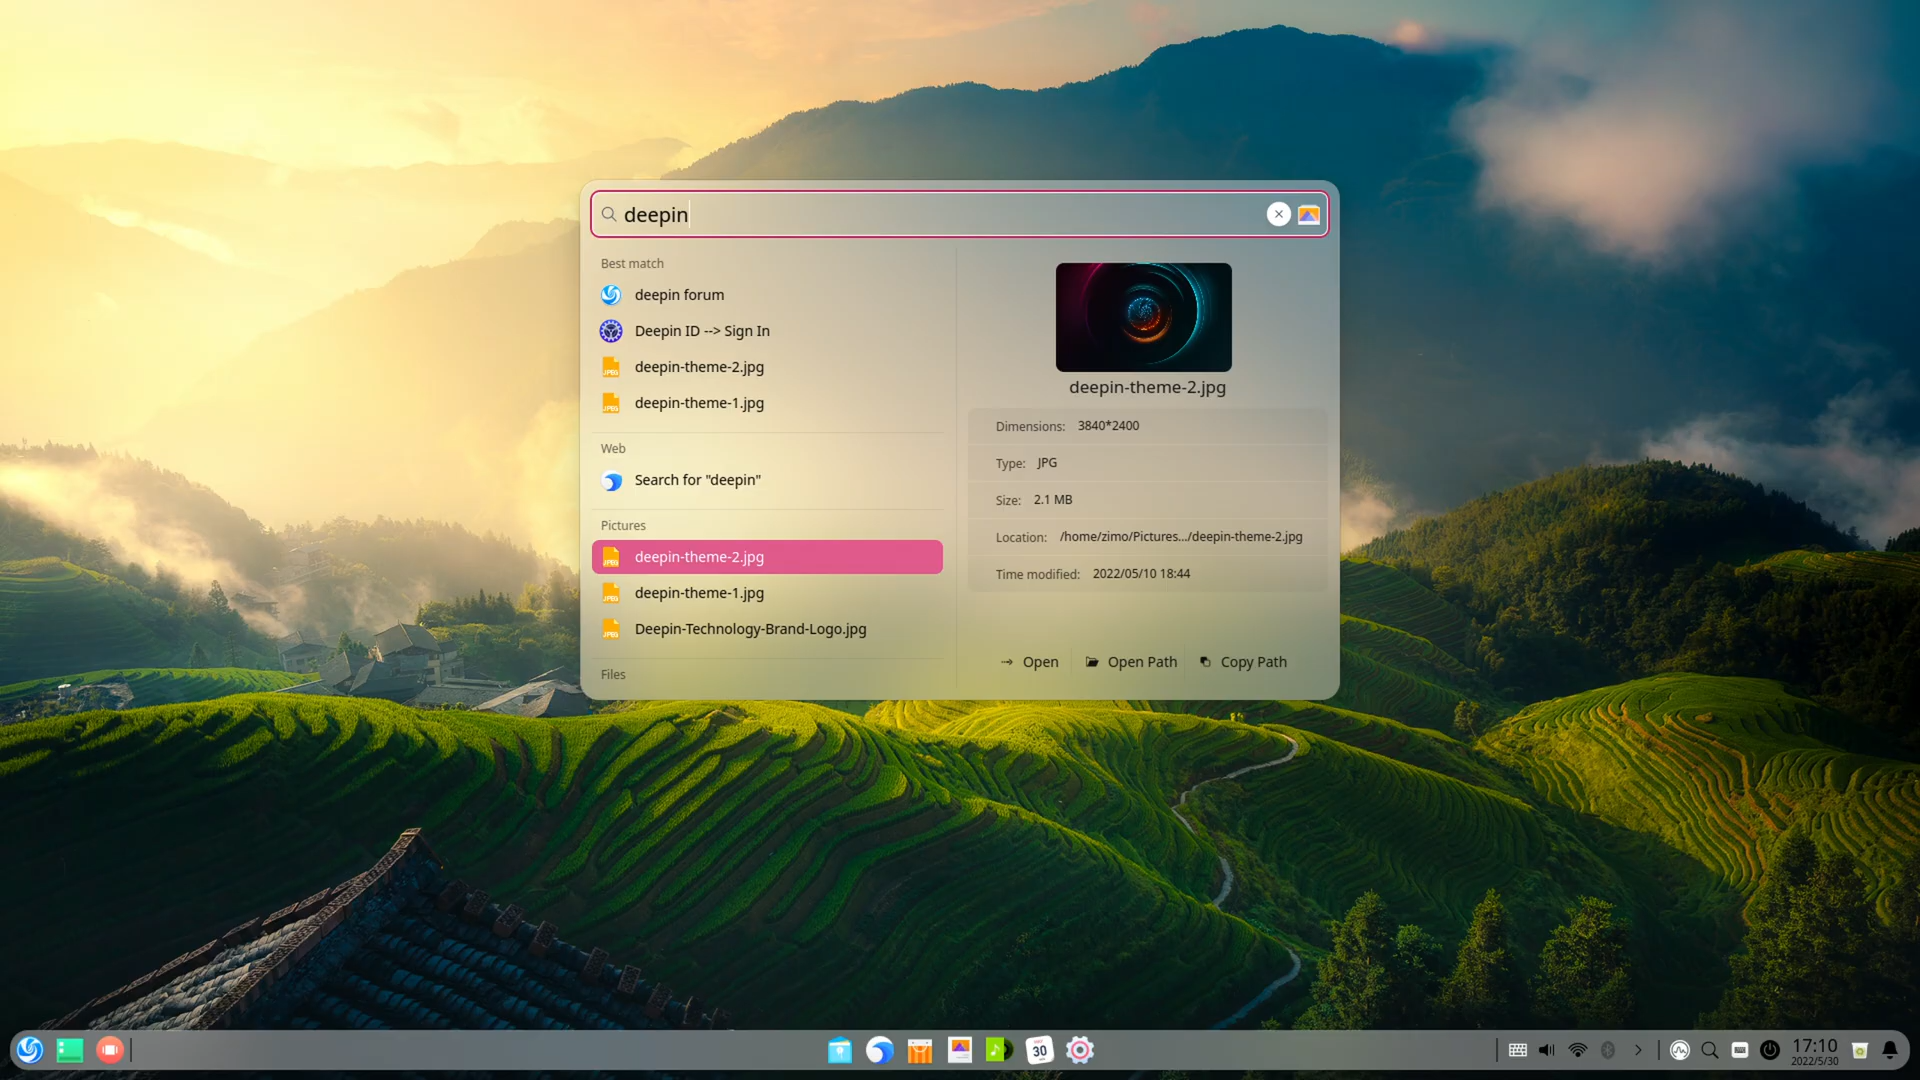 deepin
Best match
deepin forum
Deepin ID --> Sign In
deepin-theme-2.jpg
deepin-theme-1.jpg
Web
Search for "deepin"
Pictures
deepin-theme-2.jpg
deepin-theme-1.jpg
Deepin-Technology-Brand-Logo.jpg
Files
deepin-theme-2.jpg
Dimensions: 3840*2400
Type: JPG
Size: 2.1 MB
Location: /home/zimo/Pictures.../deepin-theme-2.jpg
Time modified: 2022/05/10 18:44
Open
Open Path
Copy Path
30
17:10
2022/5/30